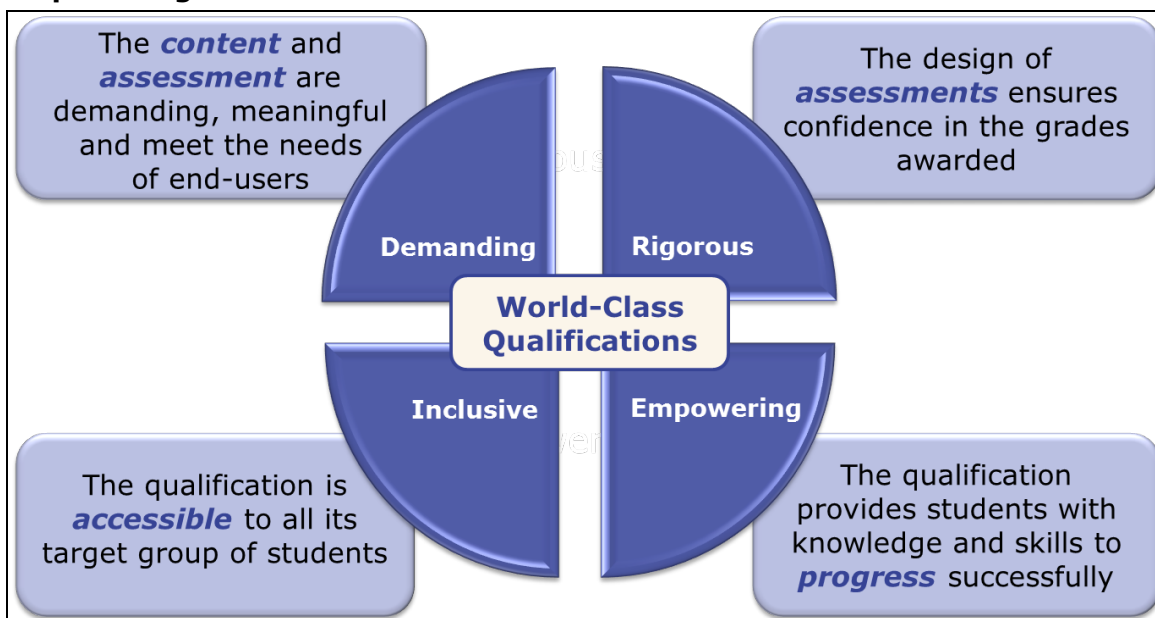 The content and
assessment are
demanding, meaningful
and meet the needs
of end-users
The design of
assessments ensures
confidence in the grades
awarded
Demanding
Rigorous
World-Class
Qualifications
Inclusive
Empowering
The qualification is
accessible to all its
target group of students
The qualification
provides students with
knowledge and skills to
progress successfully